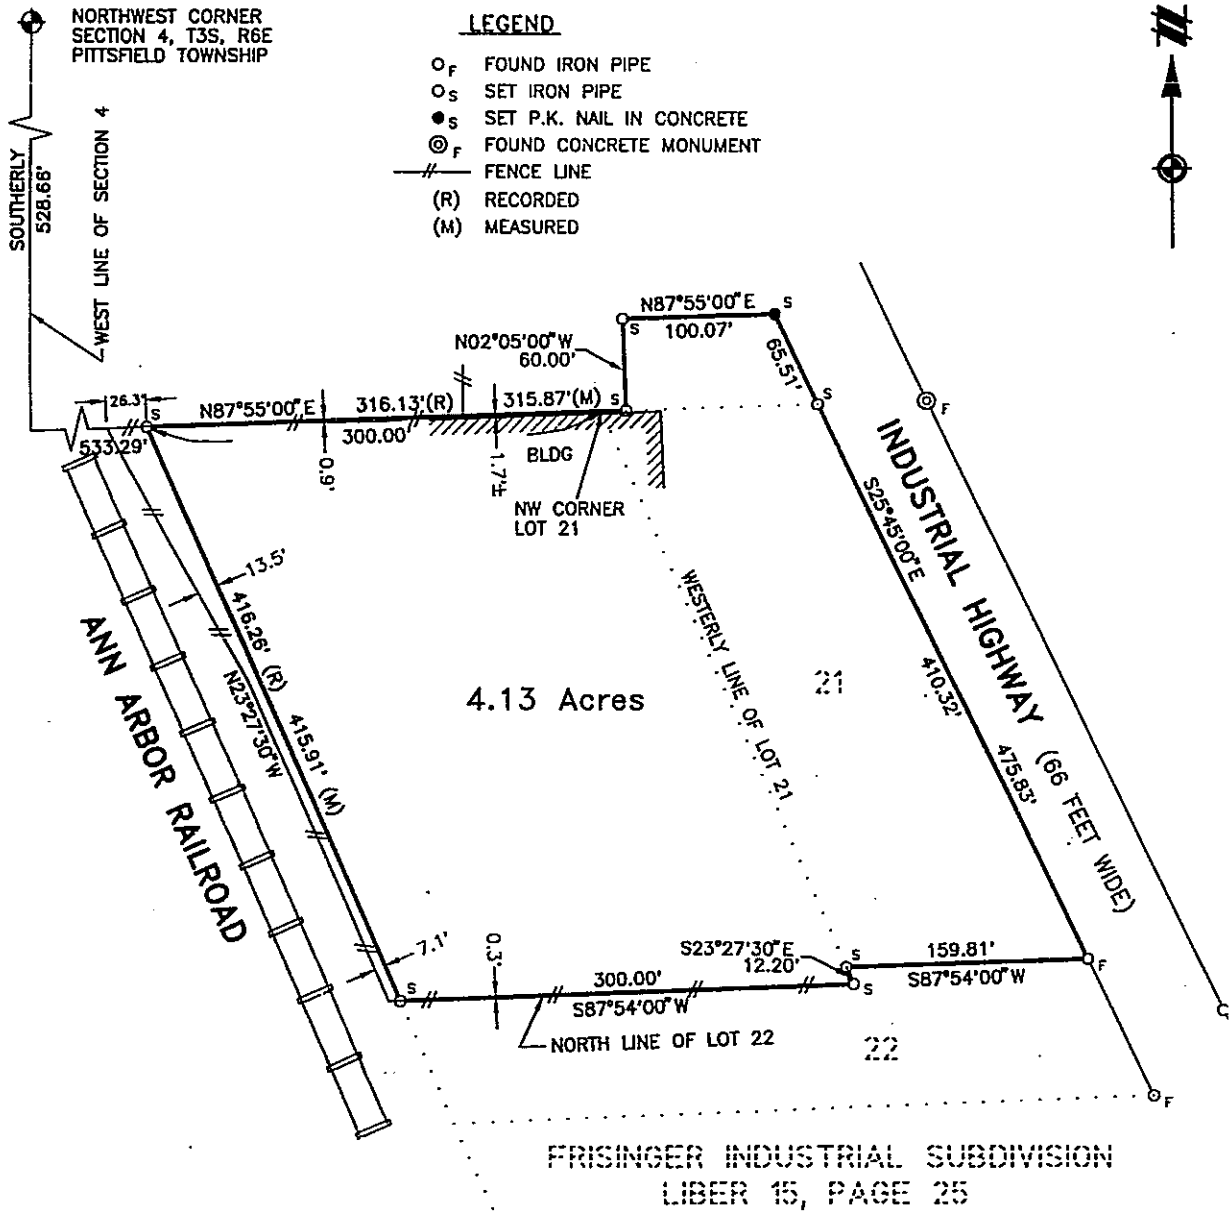 NORTHWEST CORNER
SECTION 4, T3S, R6E
PITTSFIELD TOWNSHIP
LEGEND
F FOUND IRON PIPE
S SET IRON PIPE
S SET P.K. NAIL IN CONCRETE
F FOUND CONCRETE MONUMENT
FENCE LINE
(R) RECORDED
(M) MEASURED
SOUTHERLY
528.66'
WEST LINE OF SECTION 4
N87°55'00"E
100.07'
S
S
N02°05'00"W
60.00'
65.51'
S
F
26.3'
S
N87°55'00"E
316.13'(R)
315.87'(M)
S
533.29'
300.00'
0.9'
1.7'±
BLDG
NW CORNER
LOT 21
INDUSTRIAL HIGHWAY
(66 FEET WIDE)
S25°45'00"E
410.32'
475.83'
13.5'
416.26' (R)
415.91' (M)
N23°27'30"W
ANN ARBOR RAILROAD
WESTERLY LINE OF LOT 21
21
4.13 Acres
7.1'
S
0.3'
300.00'
S87°54'00"W
S23°27'30"E
12.20'
S
S
159.81'
S87°54'00"W
F
NORTH LINE OF LOT 22
22
F
FRISINGER INDUSTRIAL SUBDIVISION
LIBER 15, PAGE 25